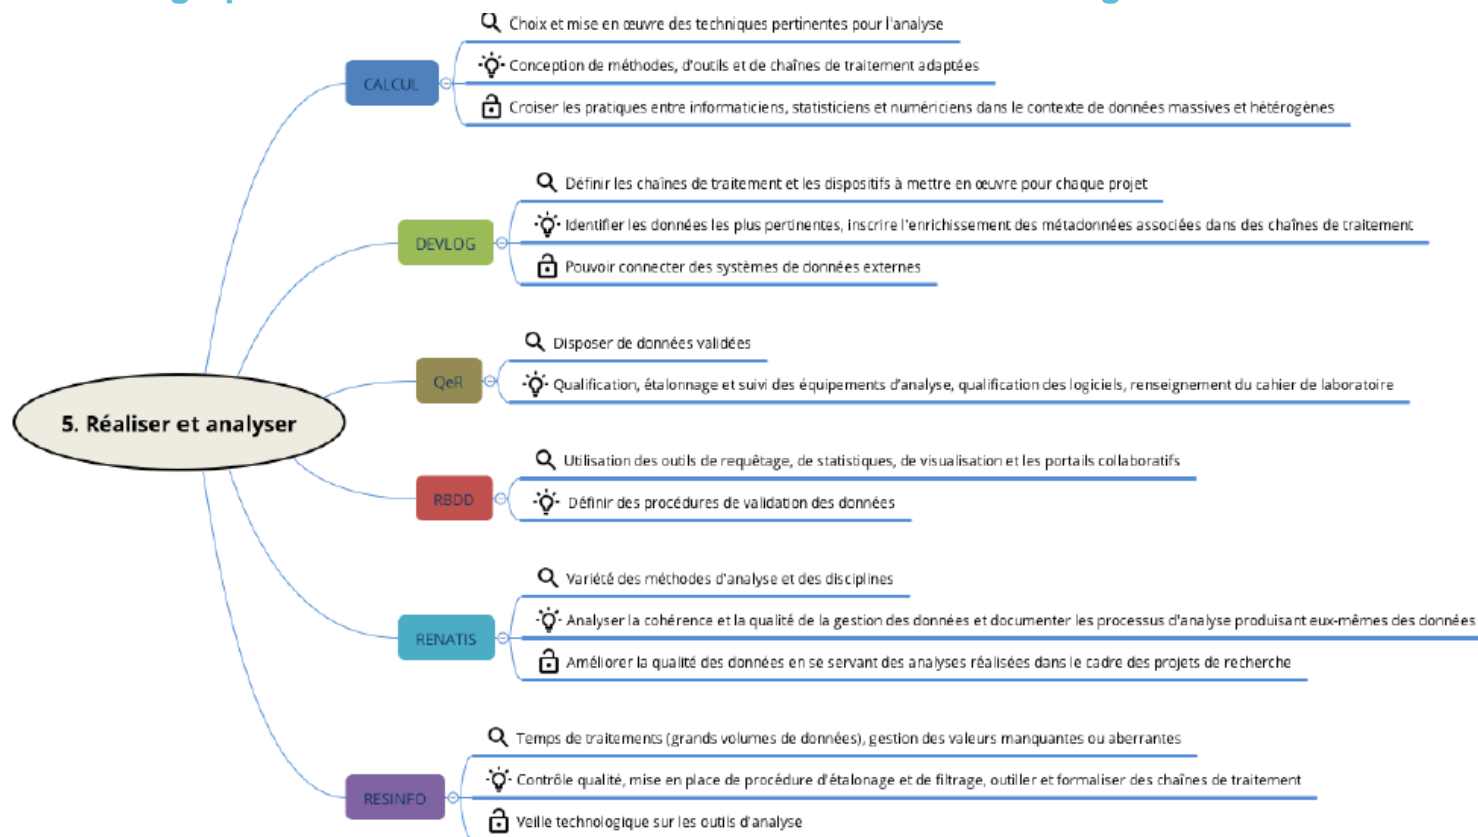 Choix et mise en œuvre des techniques pertinentes pour l'analyse
CALCUL
Conception de méthodes, d'outils et de chaînes de traitement adaptées
Croiser les pratiques entre informaticiens, statisticiens et numériciens dans le contexte de données massives et hétérogènes
Définir les chaînes de traitement et les dispositifs à mettre en œuvre pour chaque projet
DEVLOG
Identifier les données les plus pertinentes, inscrire l'enrichissement des métadonnées associées dans des chaînes de traitement
Pouvoir connecter des systèmes de données externes
Disposer de données validées
QeR
Qualification, étalonnage et suivi des équipements d'analyse, qualification des logiciels, renseignement du cahier de laboratoire
5. Réaliser et analyser
Utilisation des outils de requêtage, de statistiques, de visualisation et les portails collaboratifs
RBDD
Définir des procédures de validation des données
Variété des méthodes d'analyse et des disciplines
RENATIS
Analyser la cohérence et la qualité de la gestion des données et documenter les processus d'analyse produisant eux-mêmes des données
Améliorer la qualité des données en se servant des analyses réalisées dans le cadre des projets de recherche
Temps de traitements (grands volumes de données), gestion des valeurs manquantes ou aberrantes
RESINFO
Contrôle qualité, mise en place de procédure d'étalonage et de filtrage, outiller et formaliser des chaînes de traitement
Veille technologique sur les outils d'analyse